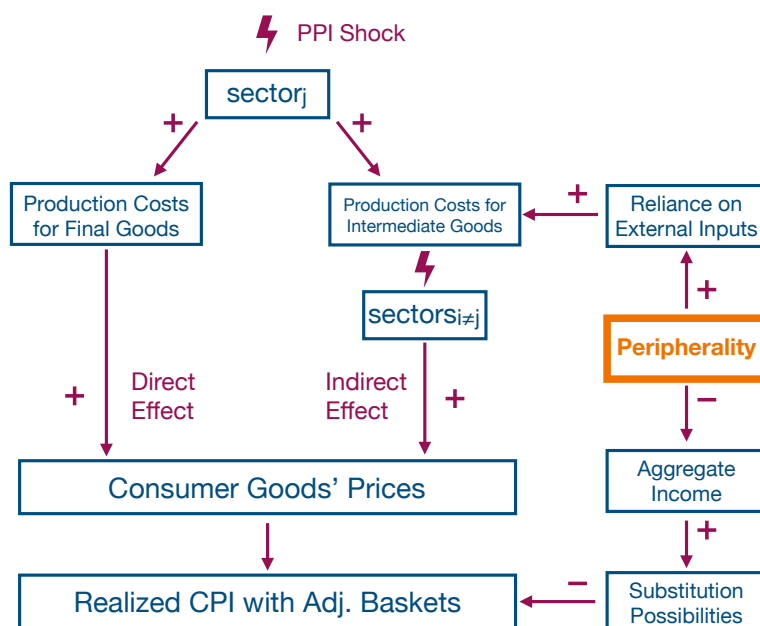 PPI Shock
sectorj
+
+
Production Costs
for Final Goods
Production Costs for
Intermediate Goods
+
Reliance on
External Inputs
+
sectorsi≠j
Peripherality
+
Direct
Effect
Indirect
Effect
+
−
Consumer Goods' Prices
Aggregate
Income
+
Realized CPI with Adj. Baskets
−
Substitution
Possibilities